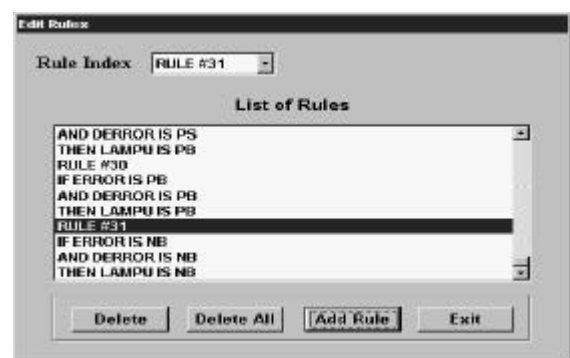 Edit Rules
Rule Index RULE #31
List of Rules
AND DERROR IS PS
THEN LAMPU IS PB
RULE #30
IF ERROR IS PB
AND DERROR IS PB
THEN LAMPU IS PB
RULE #31
IF ERROR IS NB
AND DERROR IS NB
THEN LAMPU IS NB
Delete Delete All Add Rule Exit